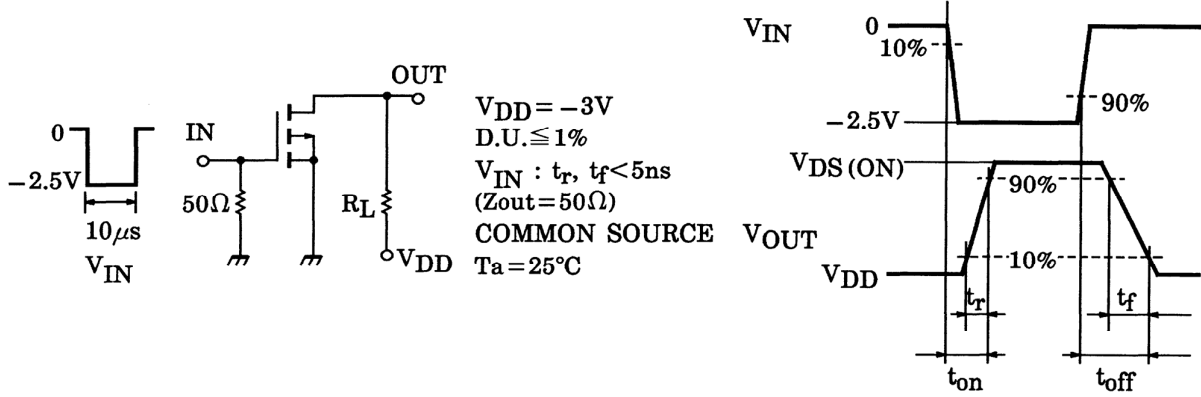 0
−2.5V
10μs
V_IN
IN
50Ω
OUT
R_L
V_DD
V_DD = −3V
D.U. ≦ 1%
V_IN : t_r, t_f < 5ns
(Zout = 50Ω)
COMMON SOURCE
Ta = 25°C
V_IN
0
10%
90%
−2.5V
V_DS (ON)
90%
V_OUT
10%
V_DD
t_r
t_f
t_on
t_off